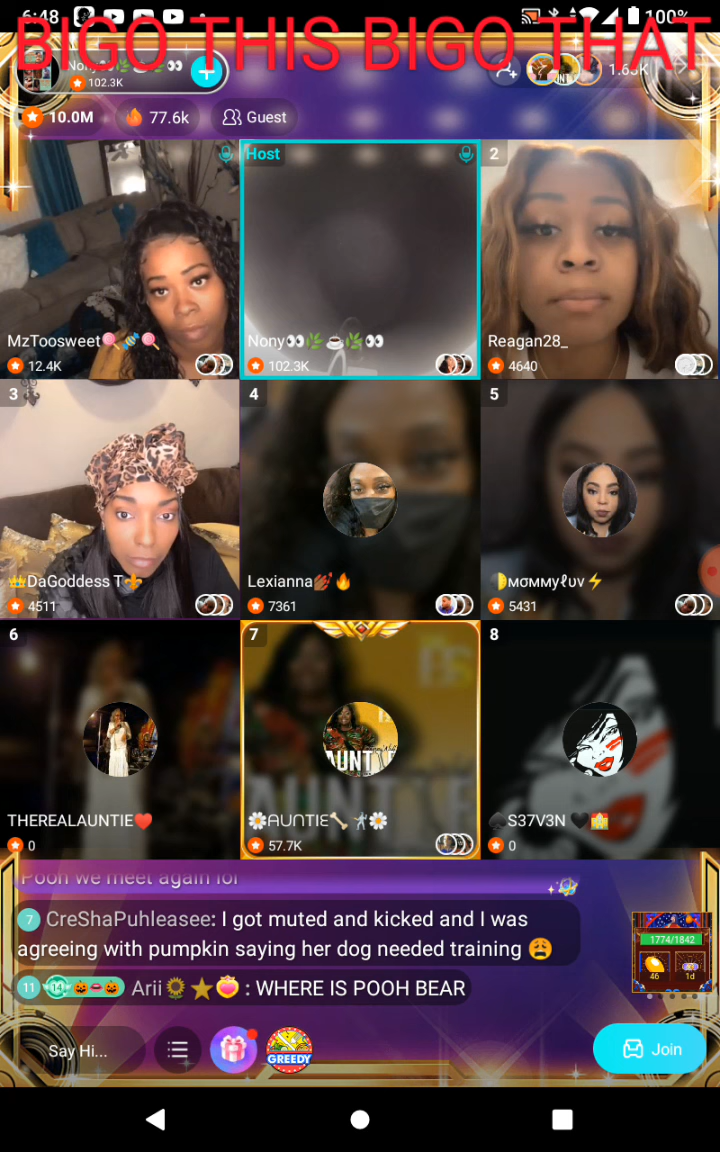 6:48
100%
BIGO THIS BIGO THAT
Nony
102.3K
10.0M
77.6k
Guest
Host
2
MzToosweet🍭🍬🍭
12.4K
Nony👀🌿☕🌿👀
102.3K
Reagan28_
4640
3
4
5
👑DaGoddess T⚜
4511
Lexianna💅🏾🔥
7361
🌗мσммуℓυν⚡
5431
6
7
8
AUNT
THEREALAUNTIE❤️
0
🌼AUNTIE🦴🤺🌼
57.7K
♠S37V3N🖤🏫
0
Pooh we meet again lol
7 CreShaPuhleasee: I got muted and kicked and I was
agreeing with pumpkin saying her dog needed training 😩
1774/1842
46
1d
11 14 🎃👄🎃 Arii🌻⭐🍑 : WHERE IS POOH BEAR
Say Hi...
GREEDY
Join